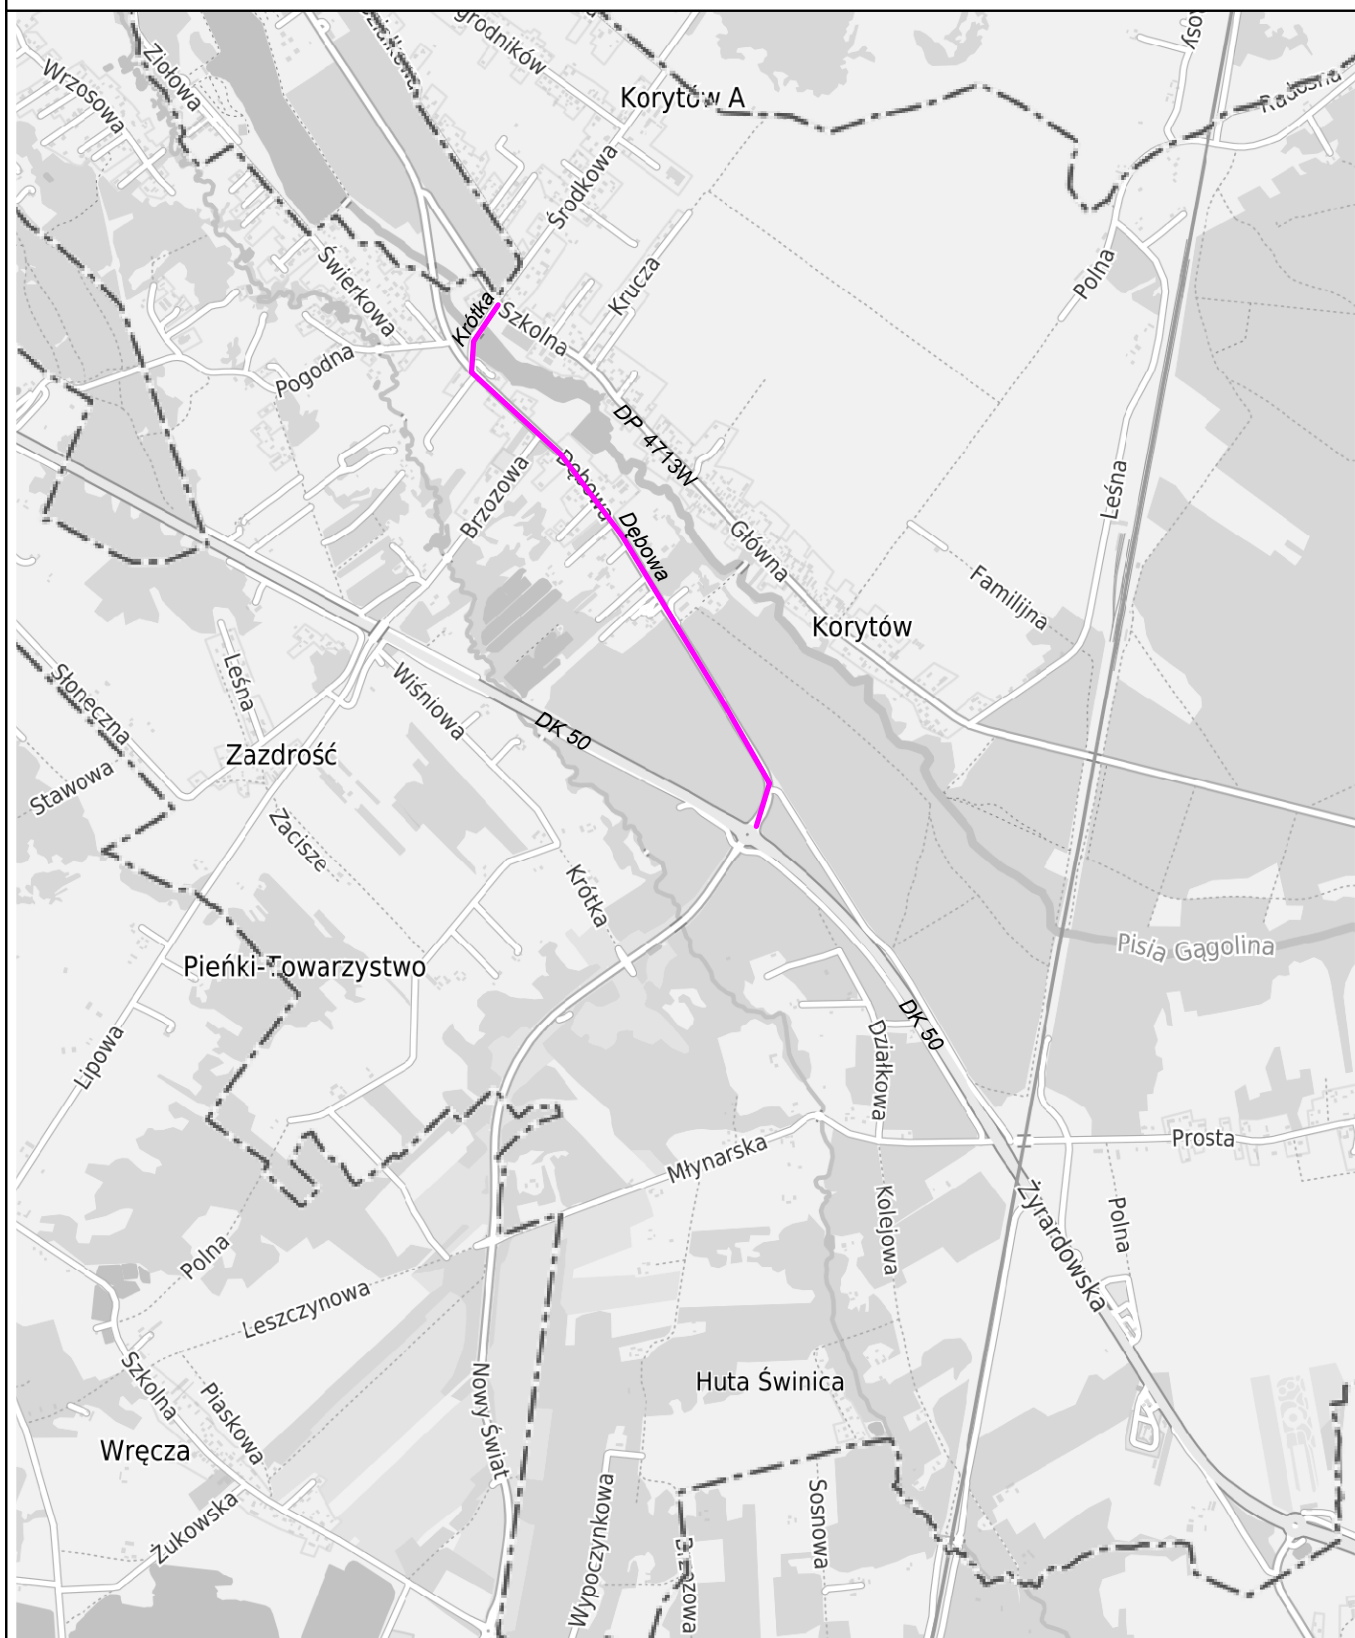 Ziołowa
Wrzosowa
Korytów A
Radosna
Środkowa
Krucza
Świerkowa
Krótka
Szkolna
Pogodna
Polna
DP 4713W
Brzozowa
Dębowa
Dębowa
Główna
Leśna
Familijna
Korytów
Słoneczna
Leśna
Wiśniowa
DK 50
Zazdrość
Stawowa
Zacisze
Krótka
Pisia Gągolina
Pieńki-Towarzystwo
DK 50
Działkowa
Lipowa
Młynarska
Prosta
Kolejowa
Polna
Żyrardowska
Polna
Leszczynowa
Szkolna
Piaskowa
Nowy Świat
Huta Świnica
Wręcza
Żukowska
Wypoczynkowa
Brzozowa
Sosnowa